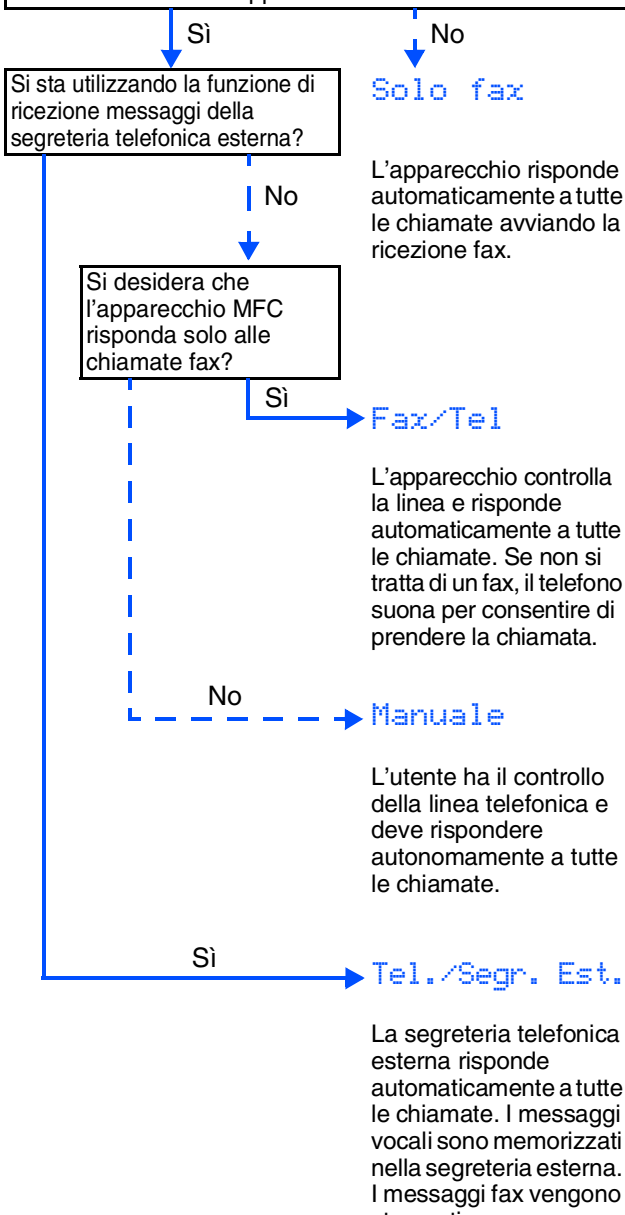 Sì
No
Si sta utilizzando la funzione di
ricezione messaggi della
segreteria telefonica esterna?
Solo fax
L’apparecchio risponde
automaticamente a tutte
le chiamate avviando la
ricezione fax.
No
Si desidera che
l’apparecchio MFC
risponda solo alle
chiamate fax?
Sì
Fax/Tel
L’apparecchio controlla
la linea e risponde
automaticamente a tutte
le chiamate. Se non si
tratta di un fax, il telefono
suona per consentire di
prendere la chiamata.
No
Manuale
L’utente ha il controllo
della linea telefonica e
deve rispondere
autonomamente a tutte
le chiamate.
Sì
Tel./Segr. Est.
La segreteria telefonica
esterna risponde
automaticamente a tutte
le chiamate. I messaggi
vocali sono memorizzati
nella segreteria esterna.
I messaggi fax vengono